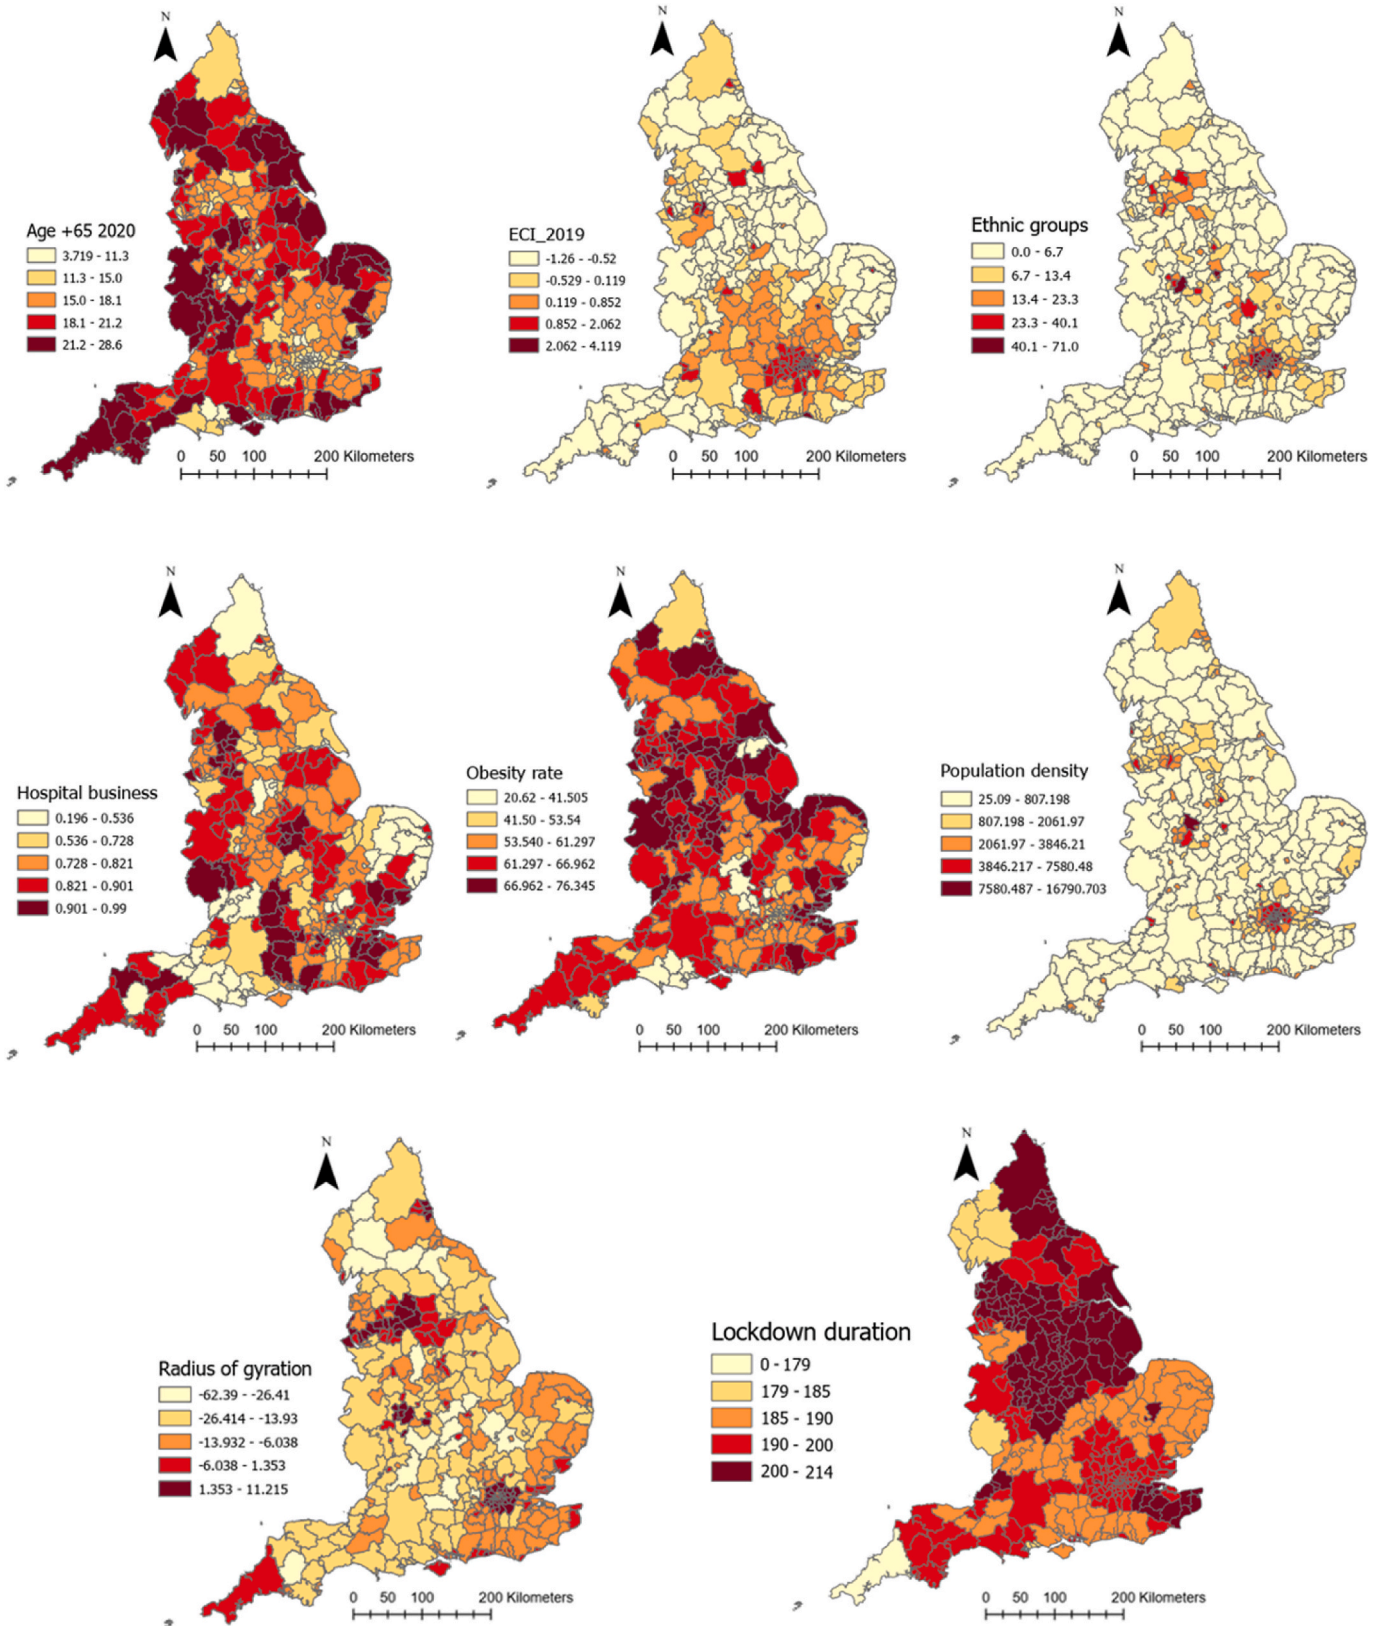 N
Age +65 2020
3.719 - 11.3
11.3 - 15.0
15.0 - 18.1
18.1 - 21.2
21.2 - 28.6
0 50 100 200 Kilometers
N
ECI_2019
-1.26 - -0.52
-0.529 - 0.119
0.119 - 0.852
0.852 - 2.062
2.062 - 4.119
0 50 100 200 Kilometers
N
Ethnic groups
0.0 - 6.7
6.7 - 13.4
13.4 - 23.3
23.3 - 40.1
40.1 - 71.0
0 50 100 200 Kilometers
N
Hospital business
0.196 - 0.536
0.536 - 0.728
0.728 - 0.821
0.821 - 0.901
0.901 - 0.99
0 50 100 200 Kilometers
N
Obesity rate
20.62 - 41.505
41.50 - 53.54
53.540 - 61.297
61.297 - 66.962
66.962 - 76.345
0 50 100 200 Kilometers
N
Population density
25.09 - 807.198
807.198 - 2061.97
2061.97 - 3846.21
3846.217 - 7580.48
7580.487 - 16790.703
0 50 100 200 Kilometers
N
Radius of gyration
-62.39 - -26.41
-26.414 - -13.93
-13.932 - -6.038
-6.038 - 1.353
1.353 - 11.215
0 50 100 200 Kilometers
N
Lockdown duration
0 - 179
179 - 185
185 - 190
190 - 200
200 - 214
0 50 100 200 Kilometers